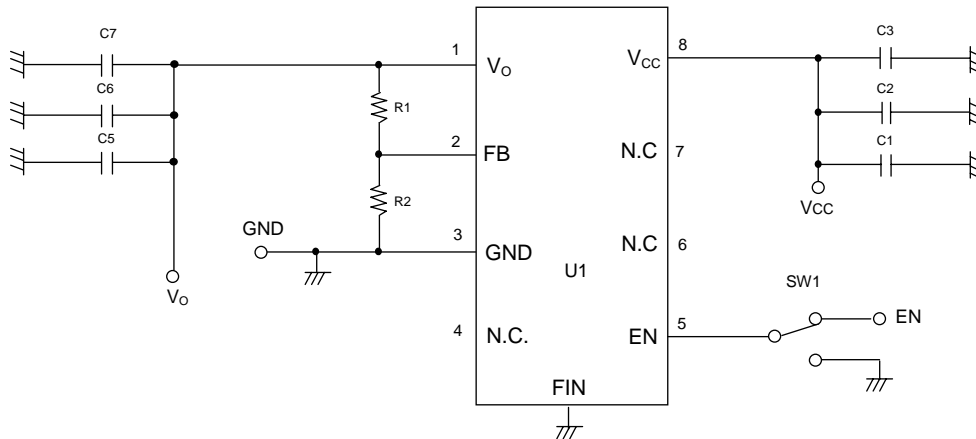 C7
C6
C5
1
VO
R1
2
FB
R2
GND
3
GND
VO
4
N.C.
U1
FIN
8
VCC
C3
C2
C1
VCC
N.C
7
N.C
6
SW1
EN
5
EN